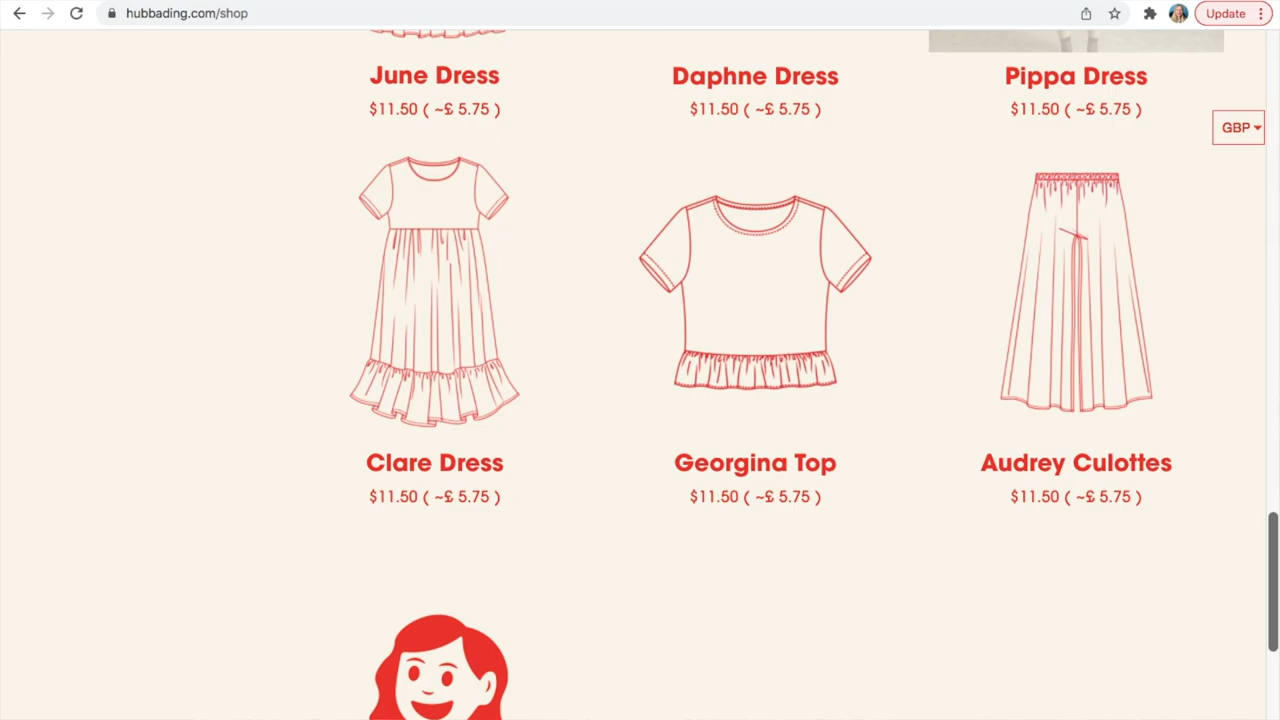 hubbading.com/shop
Update
June Dress
Daphne Dress
Pippa Dress
$11.50 ( ~£ 5.75 )
$11.50 ( ~£ 5.75 )
$11.50 ( ~£ 5.75 )
GBP
Clare Dress
Georgina Top
Audrey Culottes
$11.50 ( ~£ 5.75 )
$11.50 ( ~£ 5.75 )
$11.50 ( ~£ 5.75 )